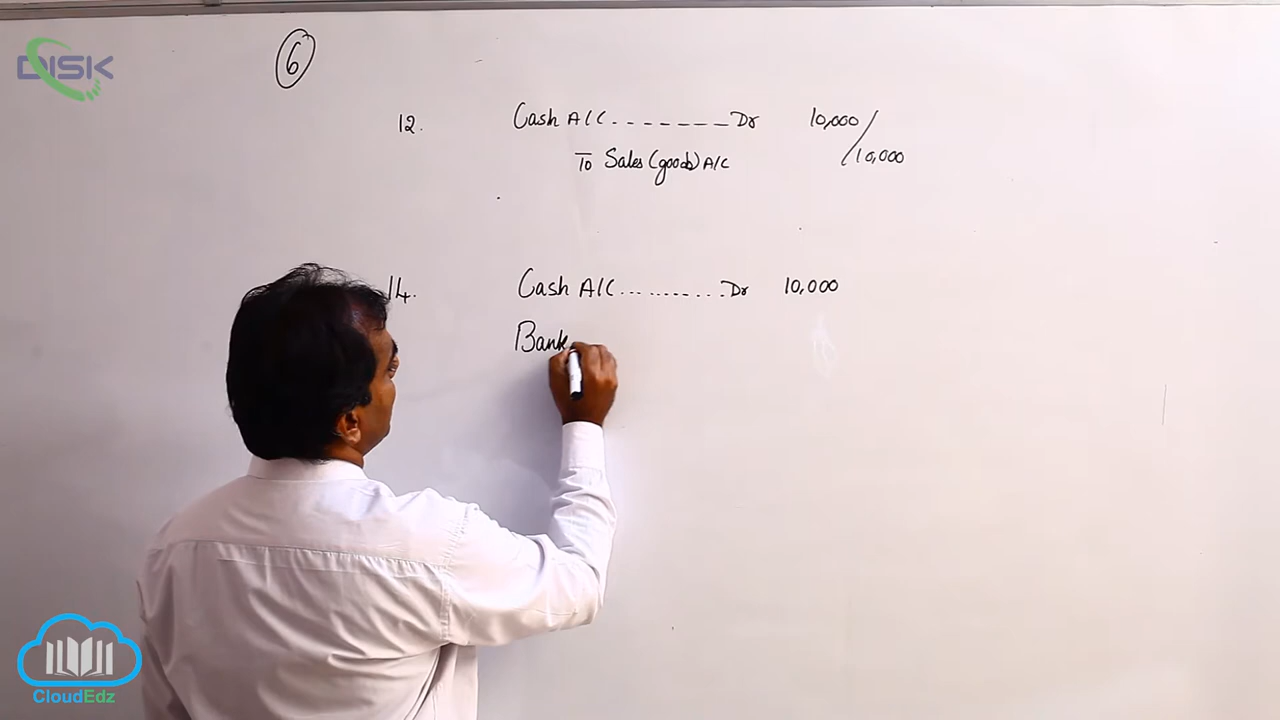 DISK
6
12. Cash A/C - - - - - - - Dr 10,000/
To Sales (goods) A/C /10,000
14. Cash A/C ........... Dr 10,000
Bank
CloudEdz